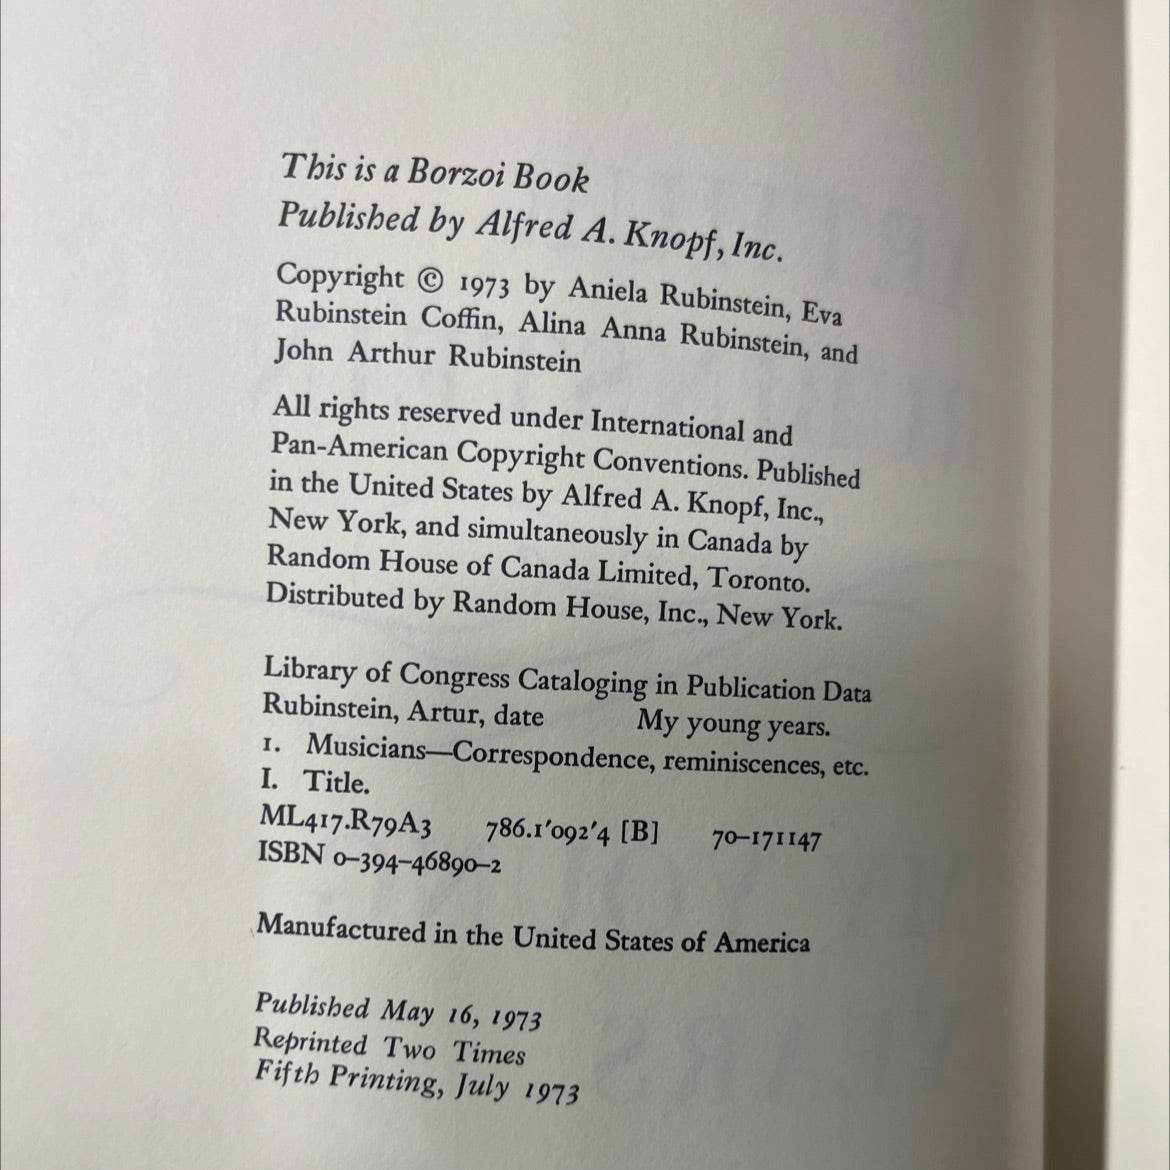 This is a Borzoi Book
Published by Alfred A. Knopf, Inc.
Copyright © 1973 by Aniela Rubinstein, Eva
Rubinstein Coffin, Alina Anna Rubinstein, and
John Arthur Rubinstein
All rights reserved under International and
Pan-American Copyright Conventions. Published
in the United States by Alfred A. Knopf, Inc.,
New York, and simultaneously in Canada by
Random House of Canada Limited, Toronto.
Distributed by Random House, Inc., New York.
Library of Congress Cataloging in Publication Data
Rubinstein, Artur, date My young years.
1. Musicians—Correspondence, reminiscences, etc.
I. Title.
ML417.R79A3 786.1'092'4 [B] 70–171147
ISBN 0–394–46890–2
Manufactured in the United States of America
Published May 16, 1973
Reprinted Two Times
Fifth Printing, July 1973